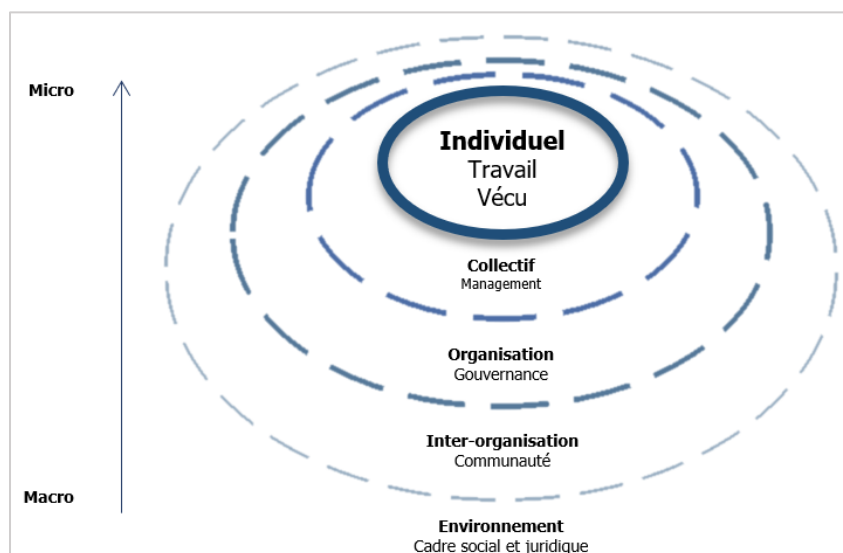 Micro
Individuel
Travail
Vécu
Collectif
Management
Organisation
Gouvernance
Inter-organisation
Communauté
Macro
Environnement
Cadre social et juridique